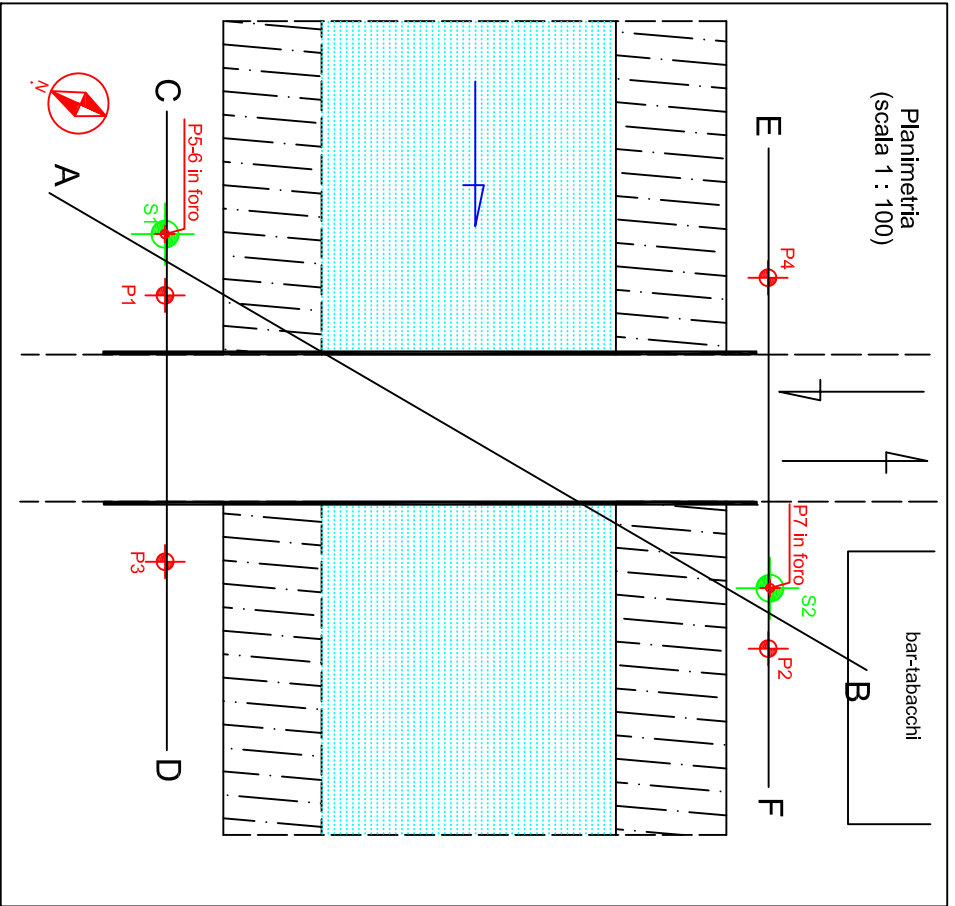 Planimetria
(scala 1 : 100)
E
P4
P7 in foro
S2
P2
F
B
bar-tabacchi
C
P5-6 in foro
S1
P1
P3
D
A
N.